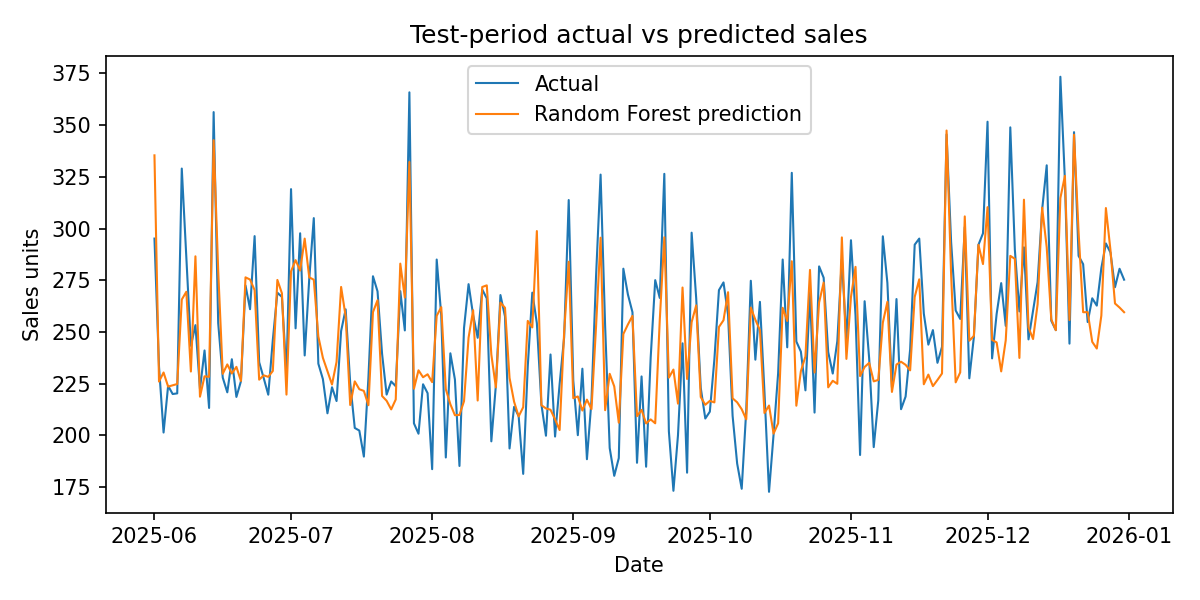 Test-period actual vs predicted sales
Actual
Random Forest prediction
375
350
325
300
275
250
225
200
175
Sales units
2025-06 2025-07 2025-08 2025-09 2025-10 2025-11 2025-12 2026-01
Date